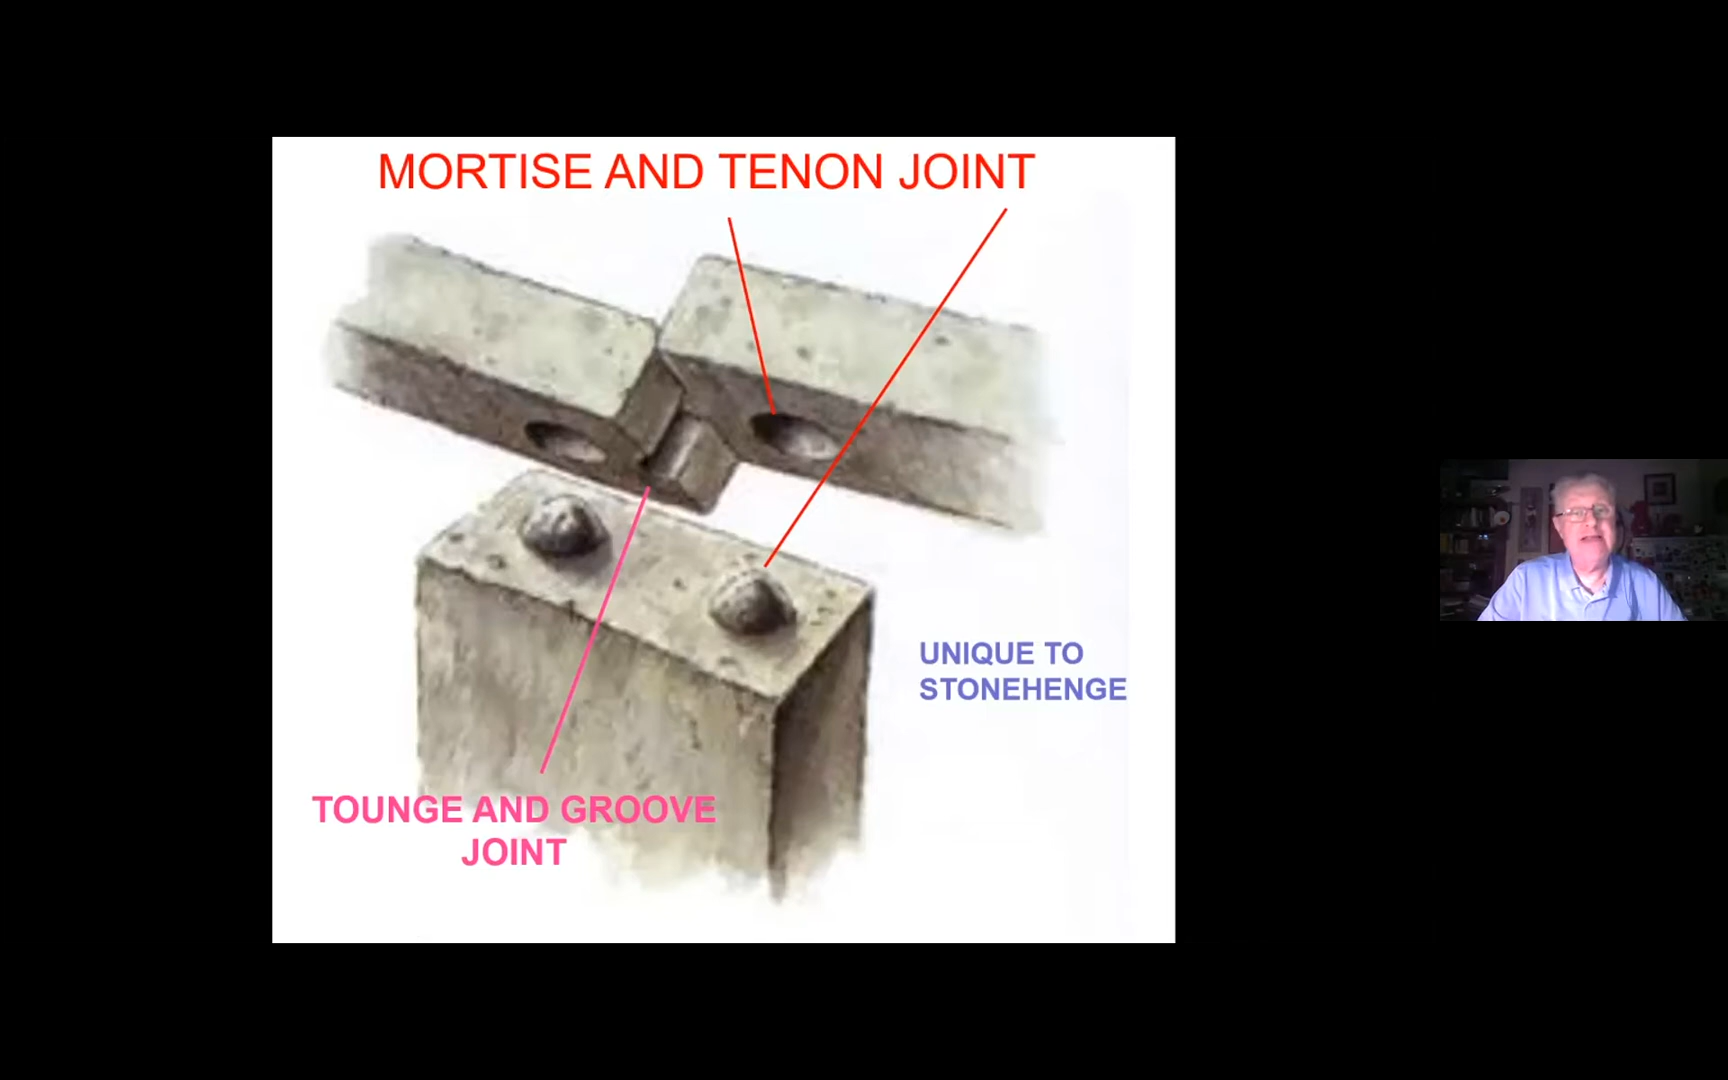 MORTISE AND TENON JOINT
UNIQUE TO
STONEHENGE
TOUNGE AND GROOVE
JOINT